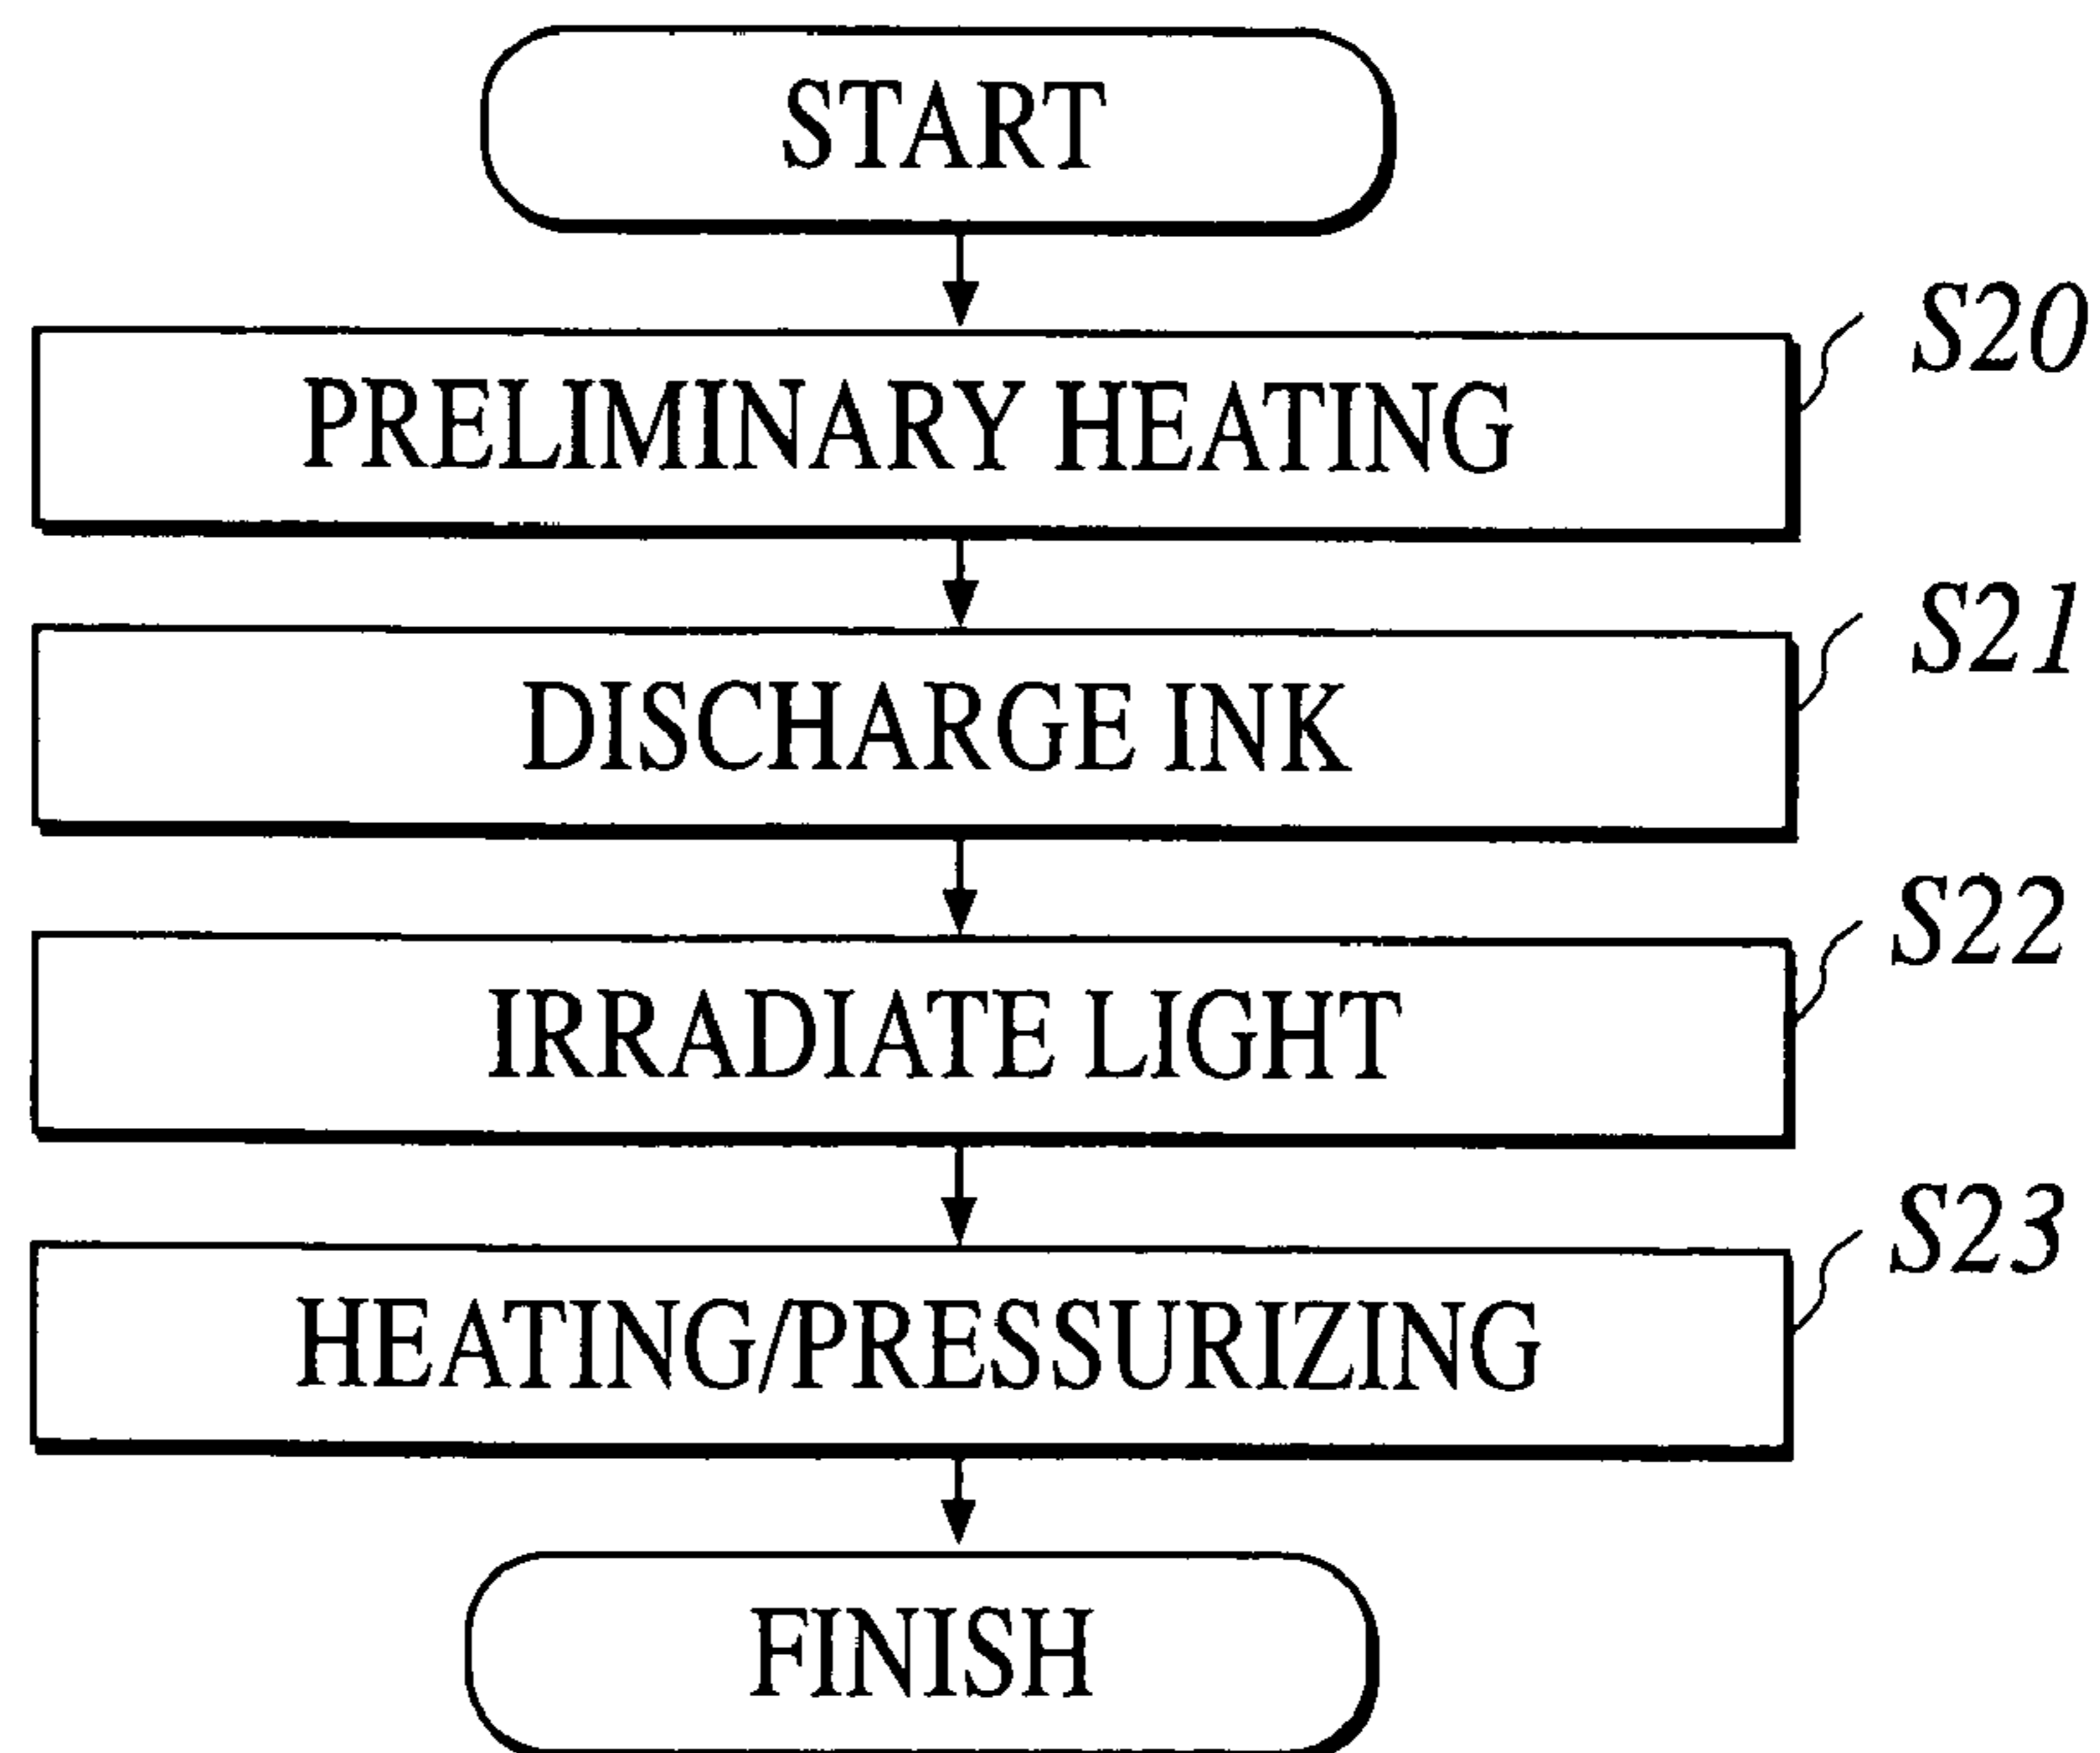 START
S20
PRELIMINARY HEATING
S21
DISCHARGE INK
S22
IRRADIATE LIGHT
S23
HEATING/PRESSURIZING
FINISH